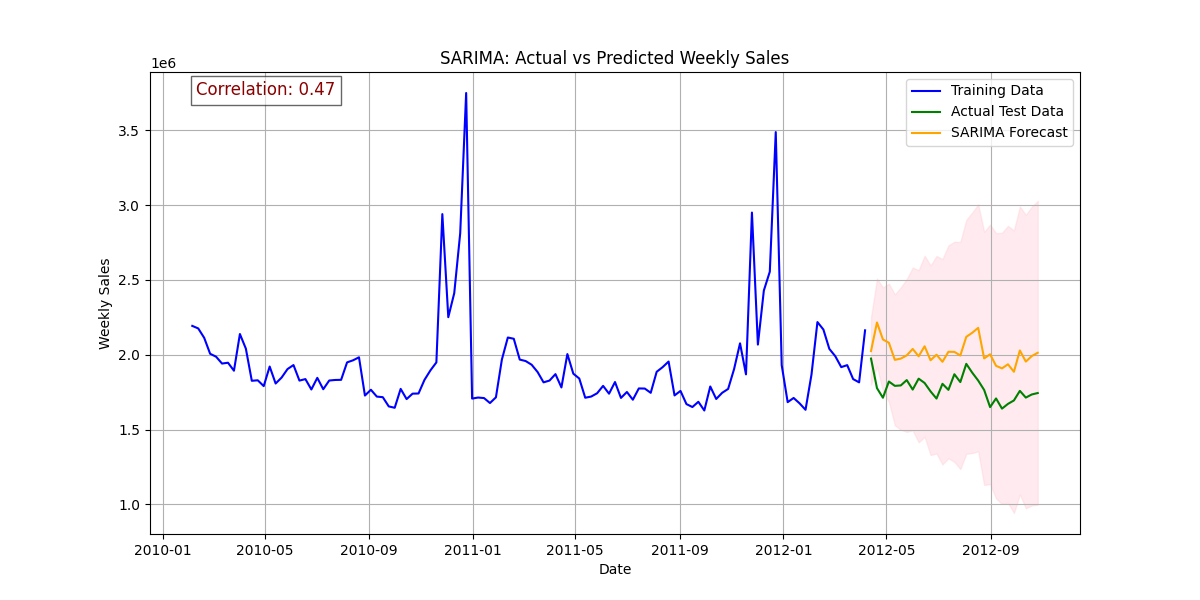 SARIMA: Actual vs Predicted Weekly Sales
1e6
Correlation: 0.47
Training Data
Actual Test Data
SARIMA Forecast
3.5
3.0
2.5
2.0
1.5
1.0
Weekly Sales
2010-01 2010-05 2010-09 2011-01 2011-05 2011-09 2012-01 2012-05 2012-09
Date